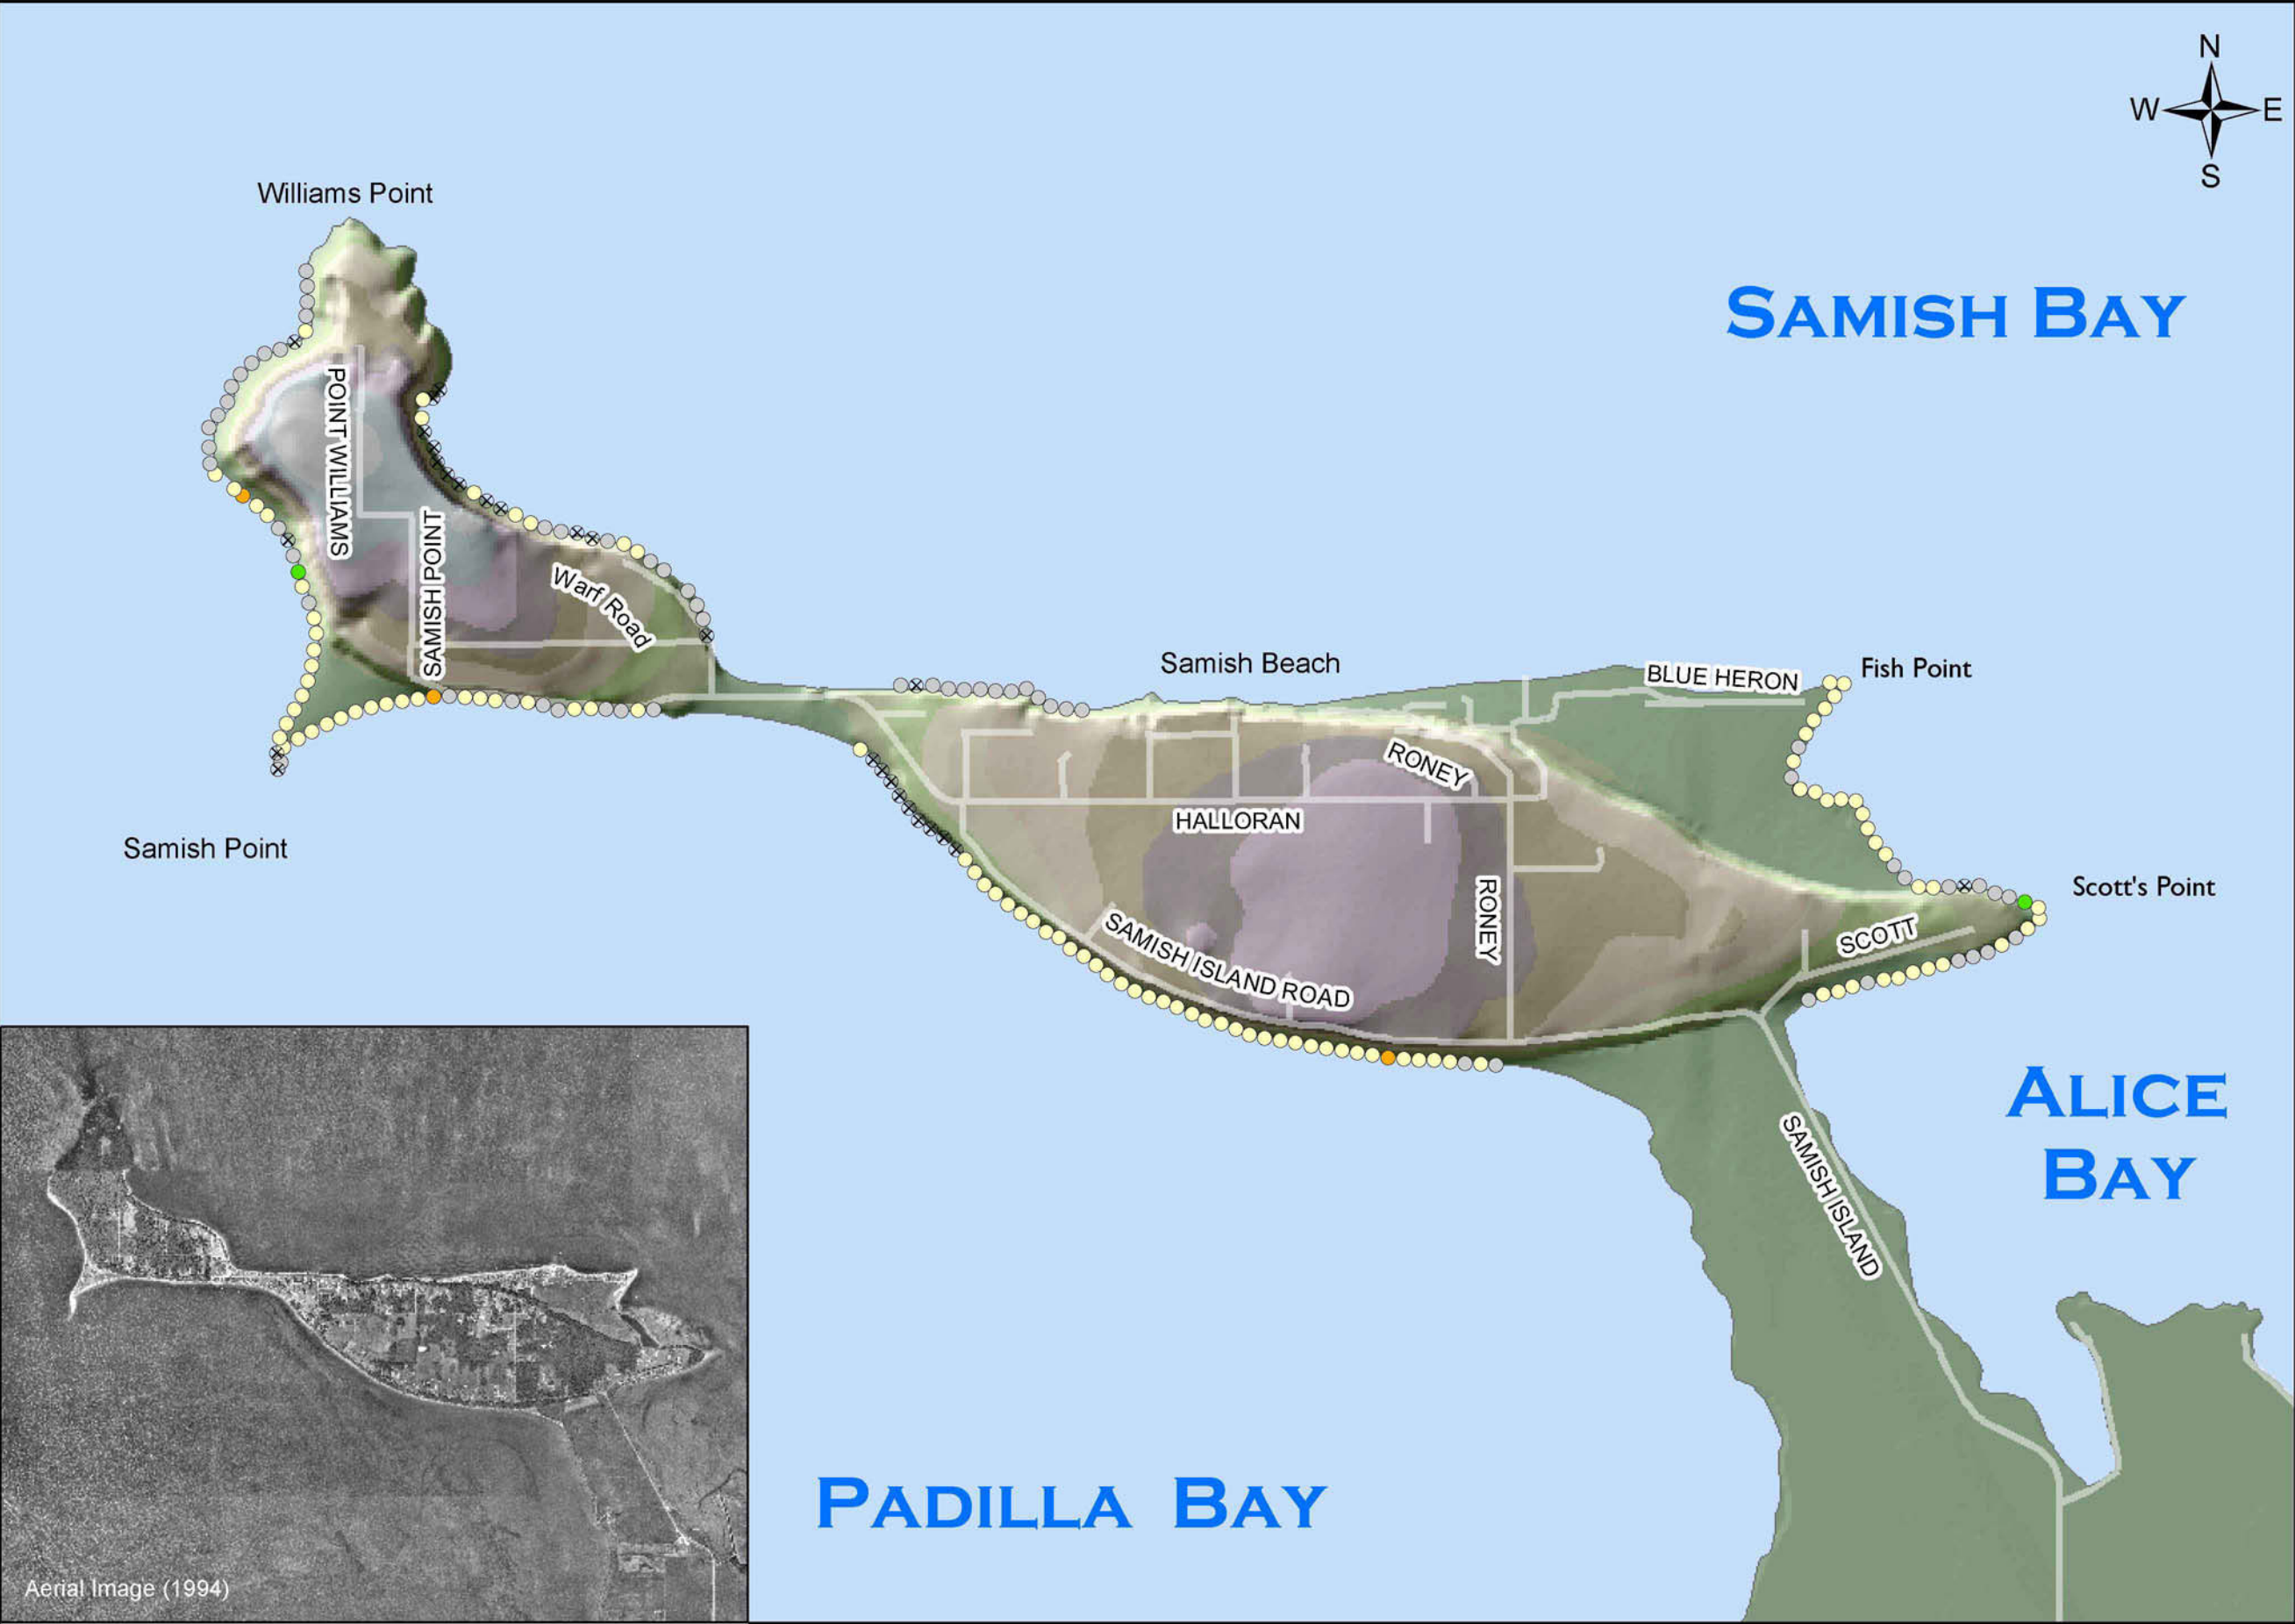 N
W E
S
Williams Point
SAMISH BAY
POINT WILLIAMS
SAMISH POINT
Warf Road
Samish Beach
BLUE HERON
Fish Point
RONEY
HALLORAN
Samish Point
RONEY
Scott's Point
SCOTT
SAMISH ISLAND ROAD
ALICE
BAY
SAMISH ISLAND
PADILLA BAY
Aerial Image (1994)